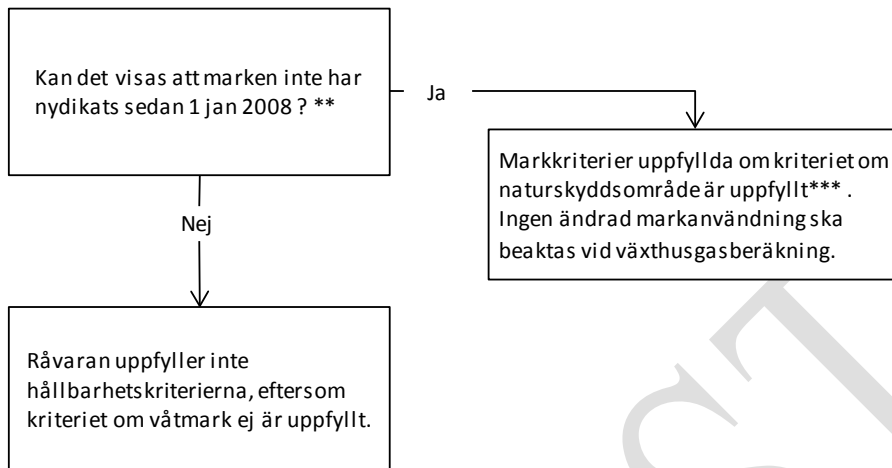 Kan det visas att marken inte har
nydikats sedan 1 jan 2008 ? **
Ja
Markkriterier uppfyllda om kriteriet om
naturskyddsområde är uppfyllt*** .
Ingen ändrad markanvändning ska
beaktas vid växthusgasberäkning.
Nej
Råvaran uppfyller inte
hållbarhetskriterierna, eftersom
kriteriet om våtmark ej är uppfyllt.